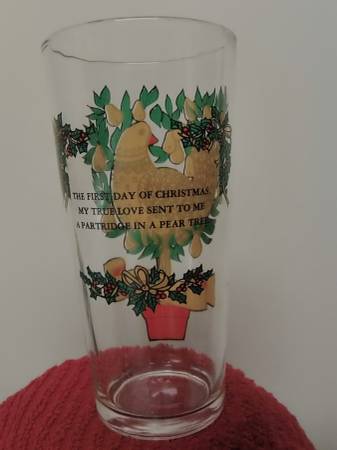 THE FIRST DAY OF CHRISTMAS,
MY TRUE LOVE SENT TO ME
A PARTRIDGE IN A PEAR TREE